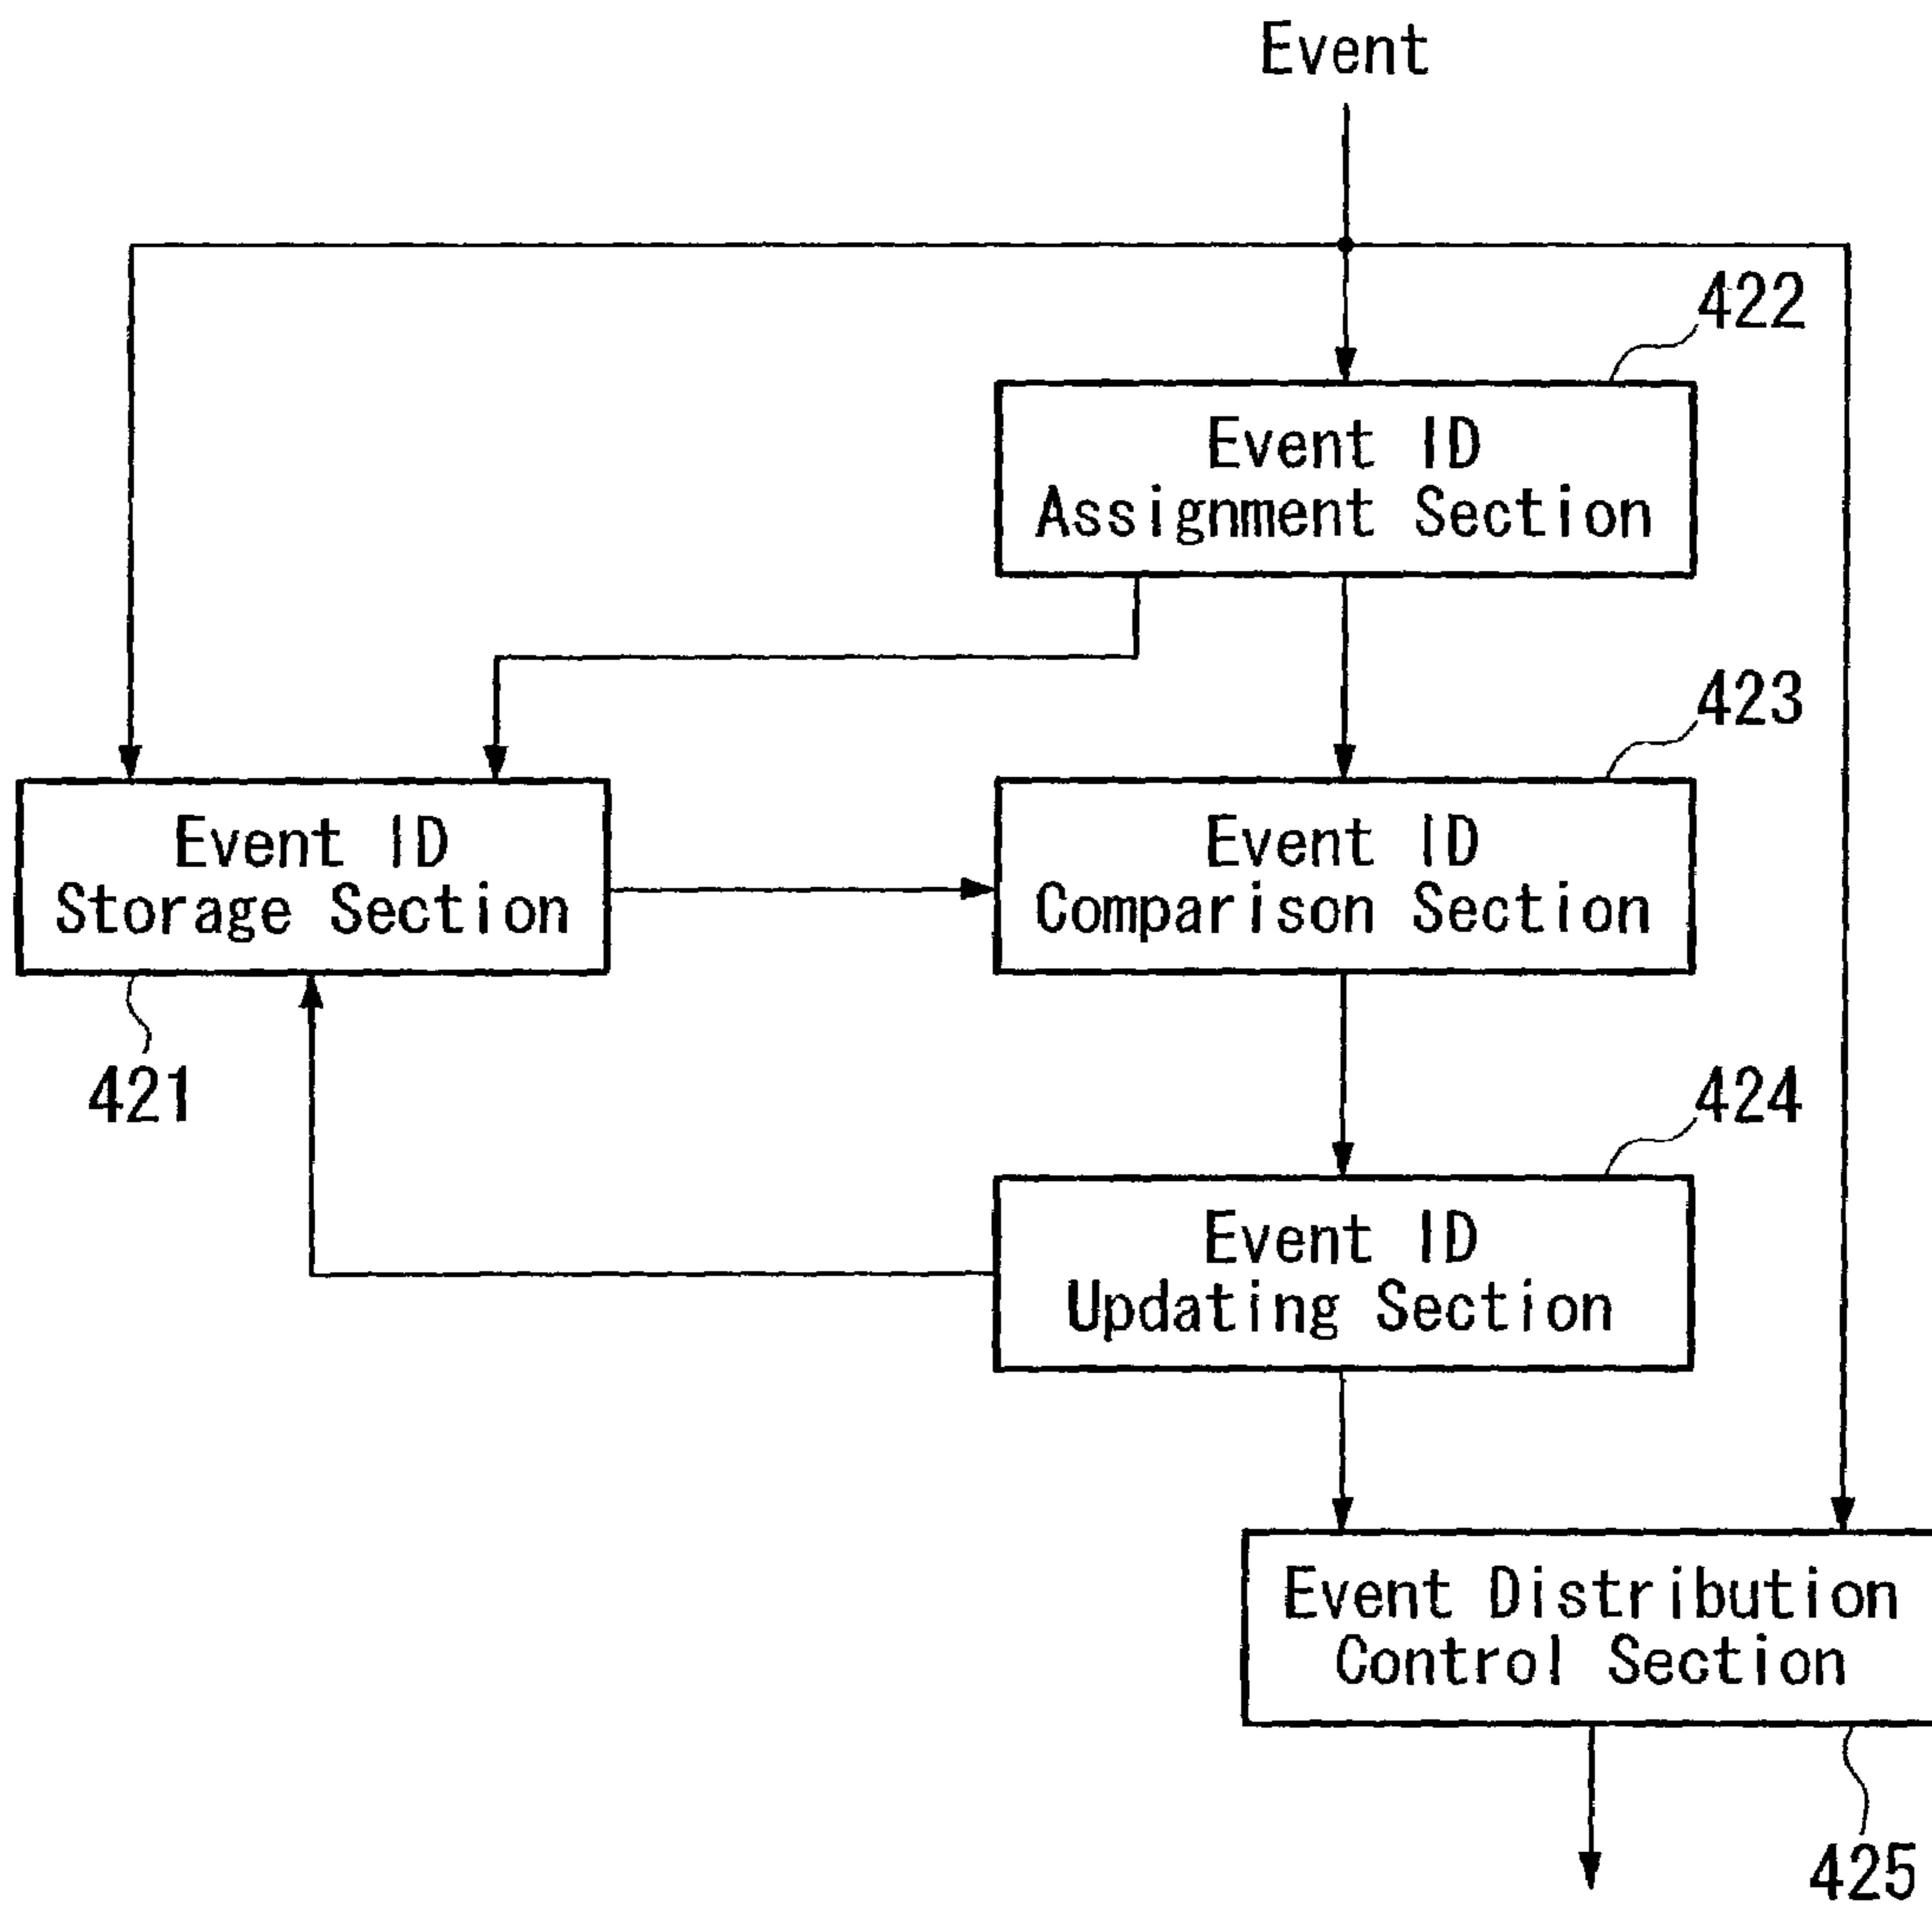 Event
422
Event ID
Assignment Section
423
Event ID
Storage Section
Event ID
Comparison Section
421
424
Event ID
Updating Section
Event Distribution
Control Section
425